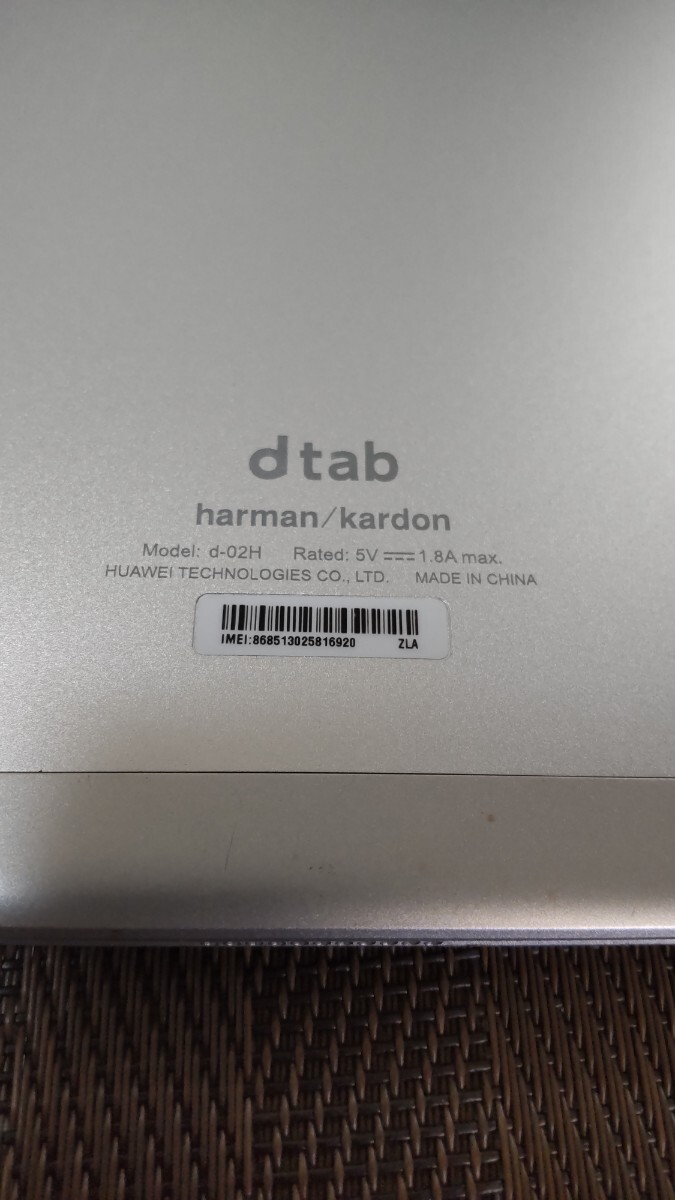 d tab
harman/kardon
Model: d-02H Rated: 5V ⎓ 1.8A max.
HUAWEI TECHNOLOGIES CO., LTD. MADE IN CHINA
IMEI:868513025816920 ZLA